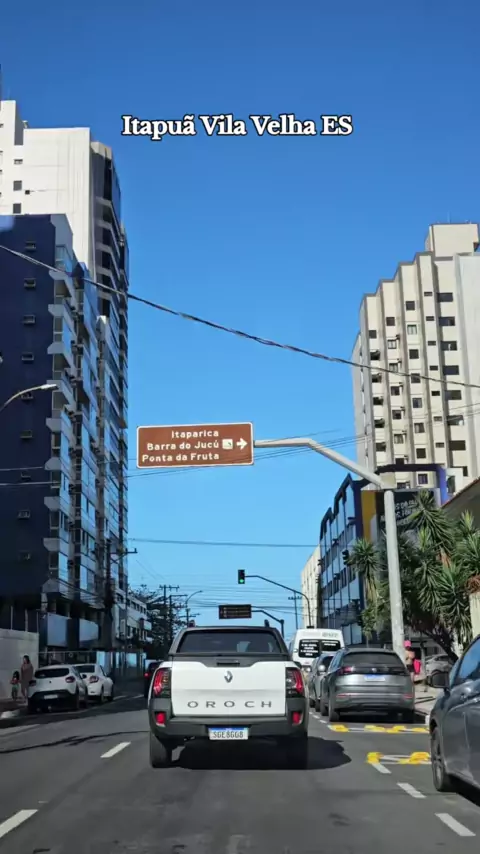 Itapuã Vila Velha ES
Itaparica
Barra do Jucú
Ponta da Fruta
OROCH